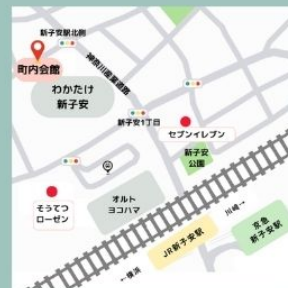 新子安駅北側
神奈川産業道路
町内会館
わかたけ
新子安
新子安1丁目
セブンイレブン
新子安
公園
そうてつ
ローゼン
オルト
ヨコハマ
川崎→
JR新子安駅
京急
新子安駅
←横浜